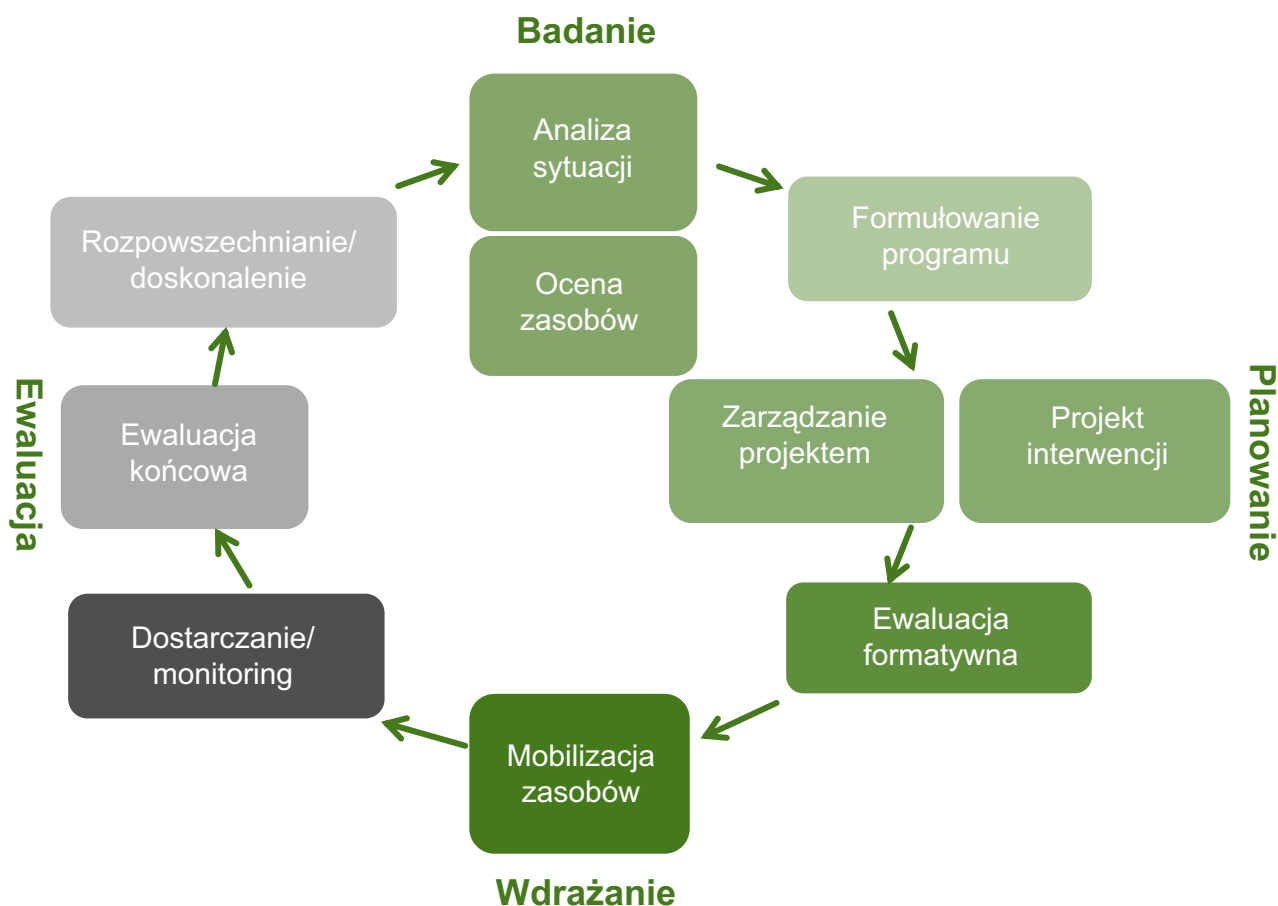 Badanie
Analiza
sytuacji
Ocena
zasobów
Formułowanie
programu
Zarządzanie
projektem
Projekt
interwencji
Planowanie
Ewaluacja
formatywna
Mobilizacja
zasobów
Wdrażanie
Dostarczanie/
monitoring
Ewaluacja
końcowa
Ewaluacja
Rozpowszechnianie/
doskonalenie